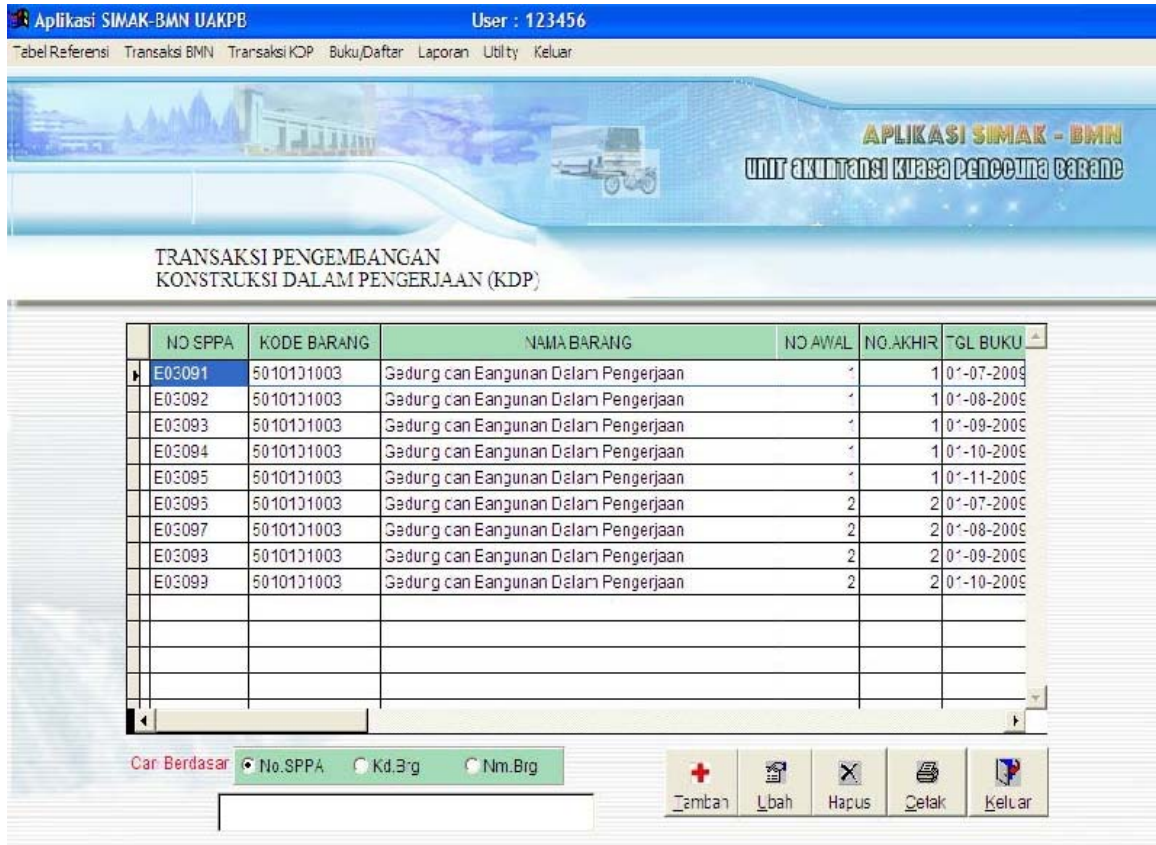 Aplikasi SIMAK-BMN UAKPB User : 123456
Tabel Referensi Transaksi BMN Transaksi KDP Buku/Daftar Laporan Utility Keluar
APLIKASI SIMAK - BMN
UNIT AKUNTANSI KUASA PENGGUNA BARANG
TRANSAKSI PENGEMBANGAN
KONSTRUKSI DALAM PENGERJAAN (KDP)
NO SPPA KODE BARANG NAMA BARANG NO AWAL NO.AKHIR TGL BUKU
E03091 5010101003 Gedung dan Bangunan Dalam Pengerjaan 1 1 01-07-2009
E03092 5010101003 Gedung dan Bangunan Dalam Pengerjaan 1 1 01-08-2009
E03093 5010101003 Gedung dan Bangunan Dalam Pengerjaan 1 1 01-09-2009
E03094 5010101003 Gedung dan Bangunan Dalam Pengerjaan 1 1 01-10-2009
E03095 5010101003 Gedung dan Bangunan Dalam Pengerjaan 1 1 01-11-2009
E03096 5010101003 Gedung dan Bangunan Dalam Pengerjaan 2 2 01-07-2009
E03097 5010101003 Gedung dan Bangunan Dalam Pengerjaan 2 2 01-08-2009
E03098 5010101003 Gedung dan Bangunan Dalam Pengerjaan 2 2 01-09-2009
E03099 5010101003 Gedung dan Bangunan Dalam Pengerjaan 2 2 01-10-2009
Cari Berdasar No.SPPA Kd.Brg Nm.Brg
Tambah Ubah Hapus Cetak Keluar